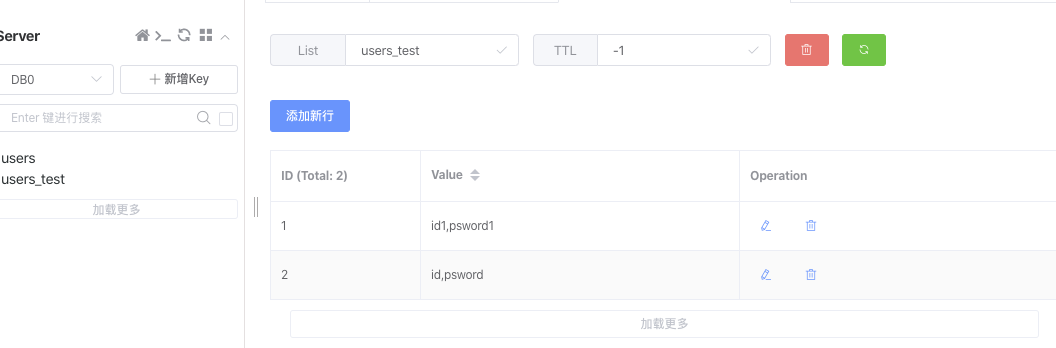 Server
DB0
新增Key
Enter 键进行搜索
users
users_test
加载更多
List users_test TTL -1
添加新行
ID (Total: 2) Value Operation
1 id1,psword1
2 id,psword
加载更多